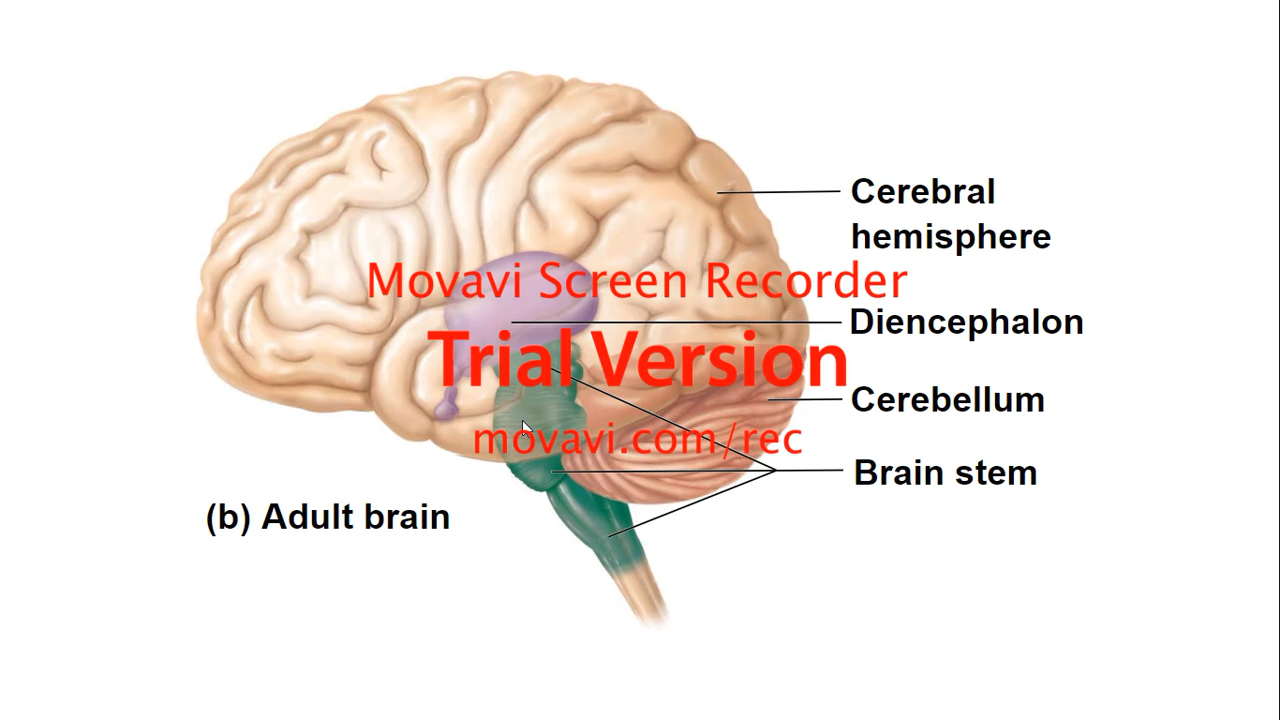 Cerebral
hemisphere
Movavi Screen Recorder
Diencephalon
Trial Version
Cerebellum
movavi.com/rec
Brain stem
(b) Adult brain